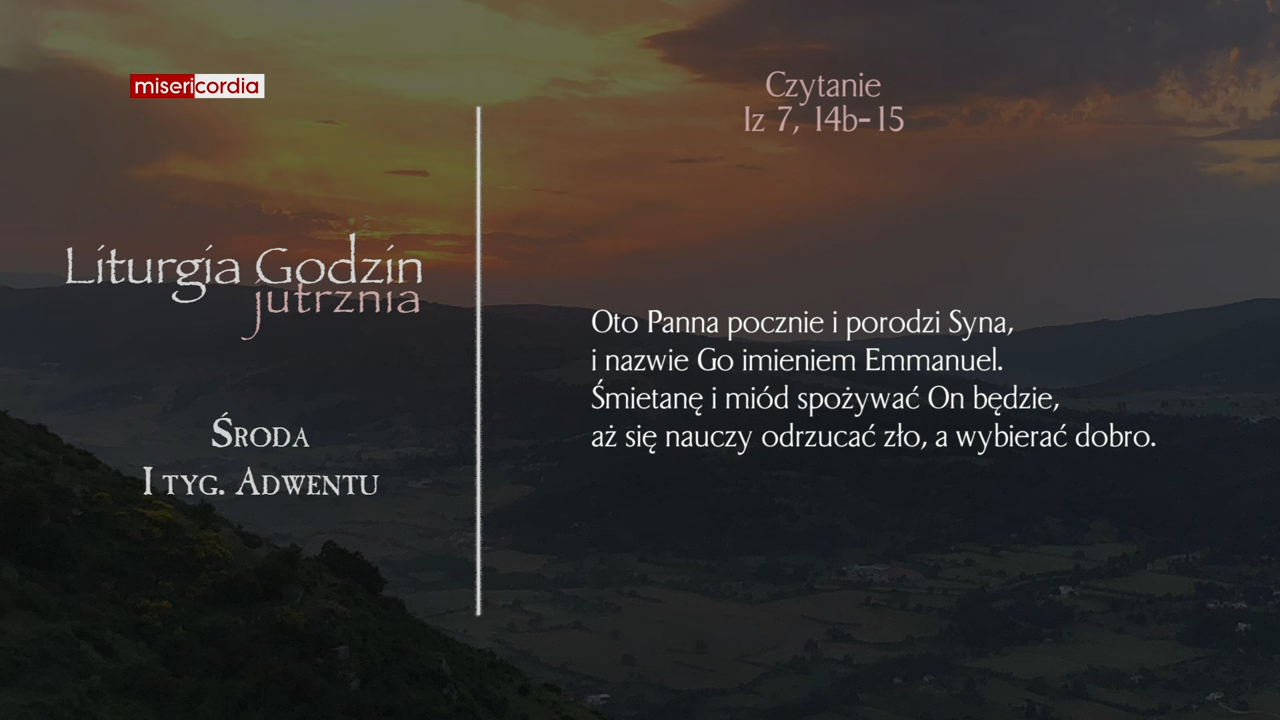 misericordia
Liturgia Godzin
jutrznia
Środa
I tyg. Adwentu
Czytanie
Iz 7, 14b-15
Oto Panna pocznie i porodzi Syna,
i nazwie Go imieniem Emmanuel.
Śmietanę i miód spożywać On będzie,
aż się nauczy odrzucać zło, a wybierać dobro.